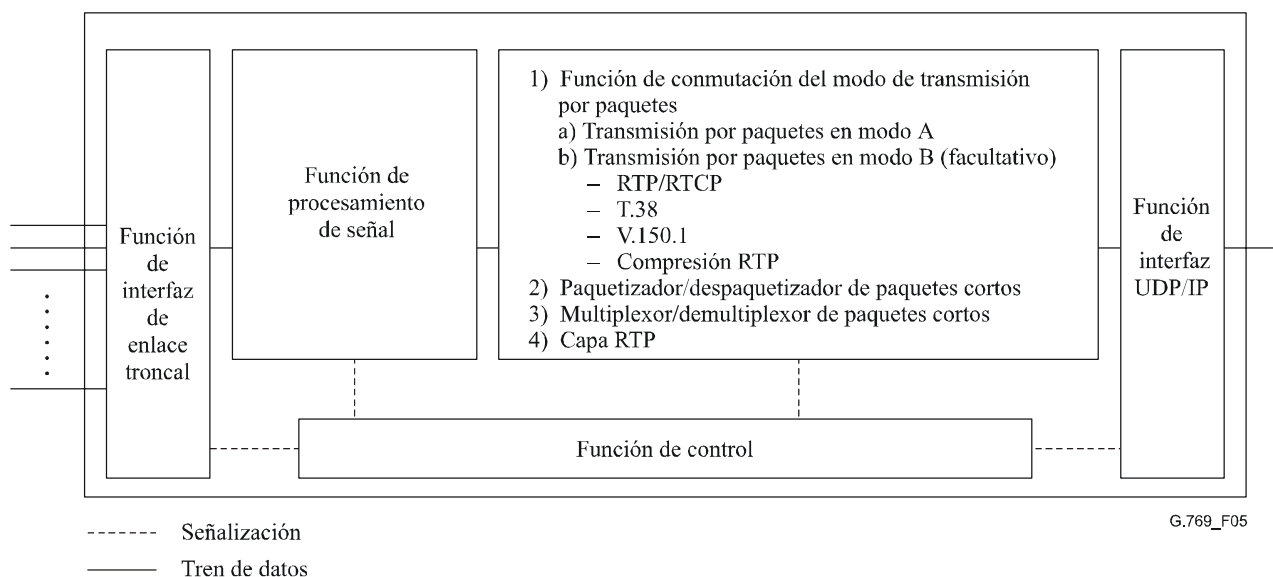 Función
de
interfaz
de
enlace
troncal
Función de
procesamiento
de señal
1) Función de conmutación del modo de transmisión
por paquetes
a) Transmisión por paquetes en modo A
b) Transmisión por paquetes en modo B (facultativo)
– RTP/RTCP
– T.38
– V.150.1
– Compresión RTP
2) Paquetizador/despaquetizador de paquetes cortos
3) Multiplexor/demultiplexor de paquetes cortos
4) Capa RTP
Función
de
interfaz
UDP/IP
Función de control
G.769_F05
Señalización
Tren de datos